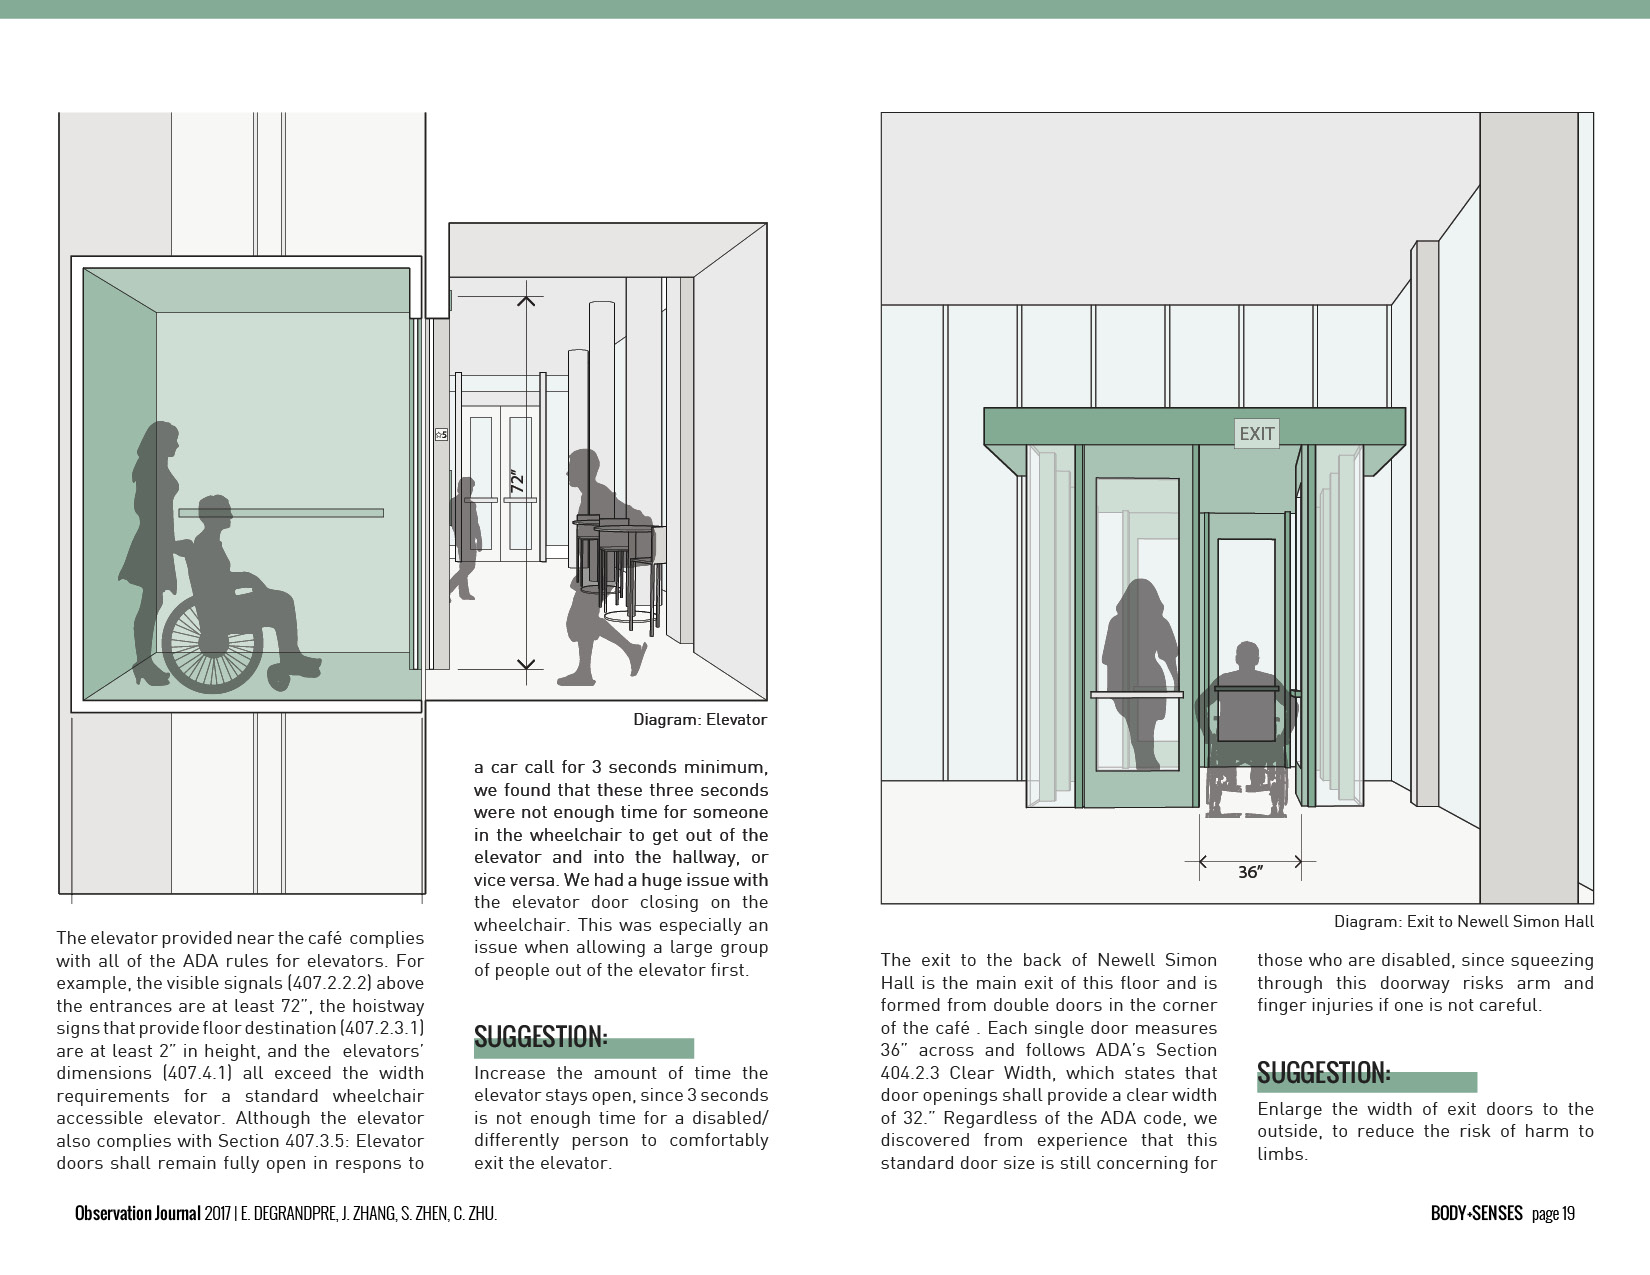 ☆5
72”
Diagram: Elevator
The elevator provided near the café complies
with all of the ADA rules for elevators. For
example, the visible signals (407.2.2.2) above
the entrances are at least 72”, the hoistway
signs that provide floor destination (407.2.3.1)
are at least 2” in height, and the elevators’
dimensions (407.4.1) all exceed the width
requirements for a standard wheelchair
accessible elevator. Although the elevator
also complies with Section 407.3.5: Elevator
doors shall remain fully open in respons to
a car call for 3 seconds minimum,
we found that these three seconds
were not enough time for someone
in the wheelchair to get out of the
elevator and into the hallway, or
vice versa. We had a huge issue with
the elevator door closing on the
wheelchair. This was especially an
issue when allowing a large group
of people out of the elevator first.
SUGGESTION:
Increase the amount of time the
elevator stays open, since 3 seconds
is not enough time for a disabled/
differently person to comfortably
exit the elevator.
EXIT
36”
Diagram: Exit to Newell Simon Hall
The exit to the back of Newell Simon
Hall is the main exit of this floor and is
formed from double doors in the corner
of the café . Each single door measures
36” across and follows ADA’s Section
404.2.3 Clear Width, which states that
door openings shall provide a clear width
of 32.” Regardless of the ADA code, we
discovered from experience that this
standard door size is still concerning for
those who are disabled, since squeezing
through this doorway risks arm and
finger injuries if one is not careful.
SUGGESTION:
Enlarge the width of exit doors to the
outside, to reduce the risk of harm to
limbs.
Observation Journal 2017 | E. DEGRANDPRE, J. ZHANG, S. ZHEN, C. ZHU.
BODY+SENSES page 19